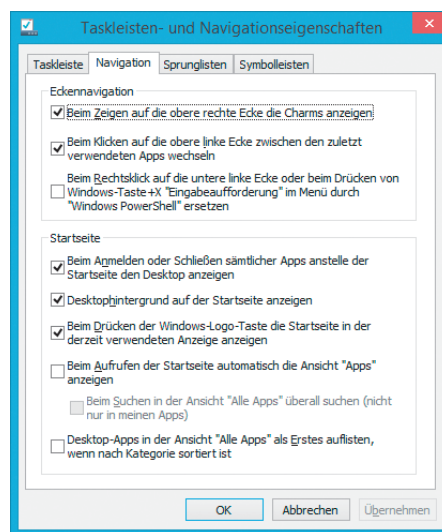 Taskleisten- und Navigationseigenschaften
Taskleiste Navigation Sprunglisten Symbolleisten
Eckennavigation
Beim Zeigen auf die obere rechte Ecke die Charms anzeigen
Beim Klicken auf die obere linke Ecke zwischen den zuletzt
verwendeten Apps wechseln
Beim Rechtsklick auf die untere linke Ecke oder beim Drücken von
Windows-Taste+X "Eingabeaufforderung" im Menü durch
"Windows PowerShell" ersetzen
Startseite
Beim Anmelden oder Schließen sämtlicher Apps anstelle der
Startseite den Desktop anzeigen
Desktophintergrund auf der Startseite anzeigen
Beim Drücken der Windows-Logo-Taste die Startseite in der
derzeit verwendeten Anzeige anzeigen
Beim Aufrufen der Startseite automatisch die Ansicht "Apps"
anzeigen
Beim Suchen in der Ansicht "Alle Apps" überall suchen (nicht
nur in meinen Apps)
Desktop-Apps in der Ansicht "Alle Apps" als Erstes auflisten,
wenn nach Kategorie sortiert ist
OK Abbrechen Übernehmen